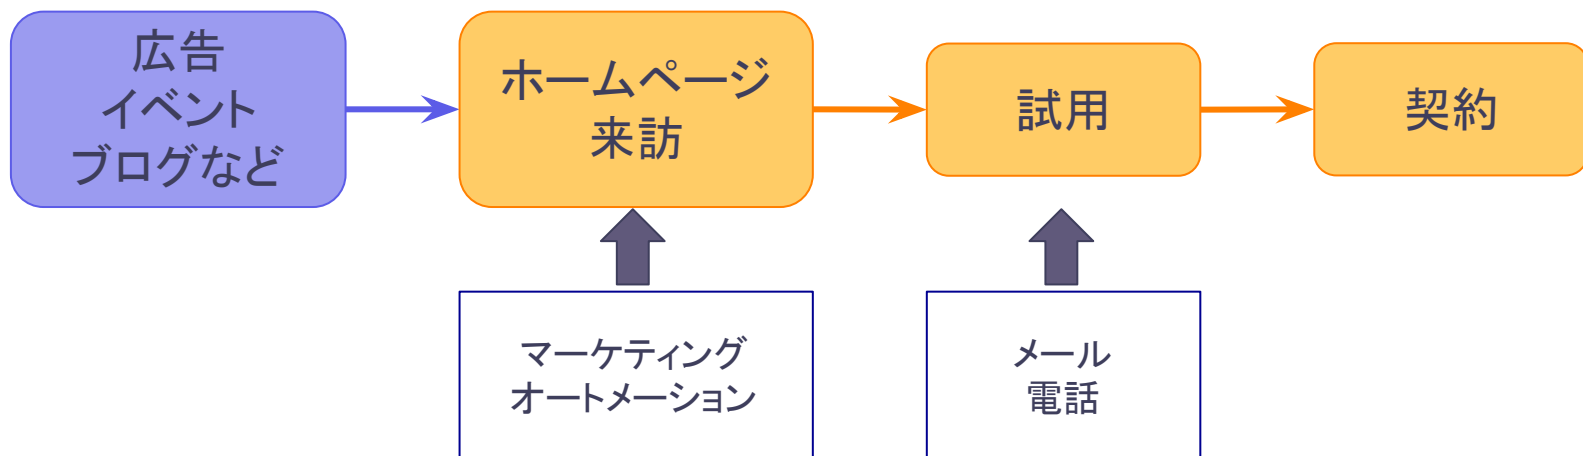 広告
イベント
ブログなど
ホームページ
来訪
試用
契約
マーケティング
オートメーション
メール
電話